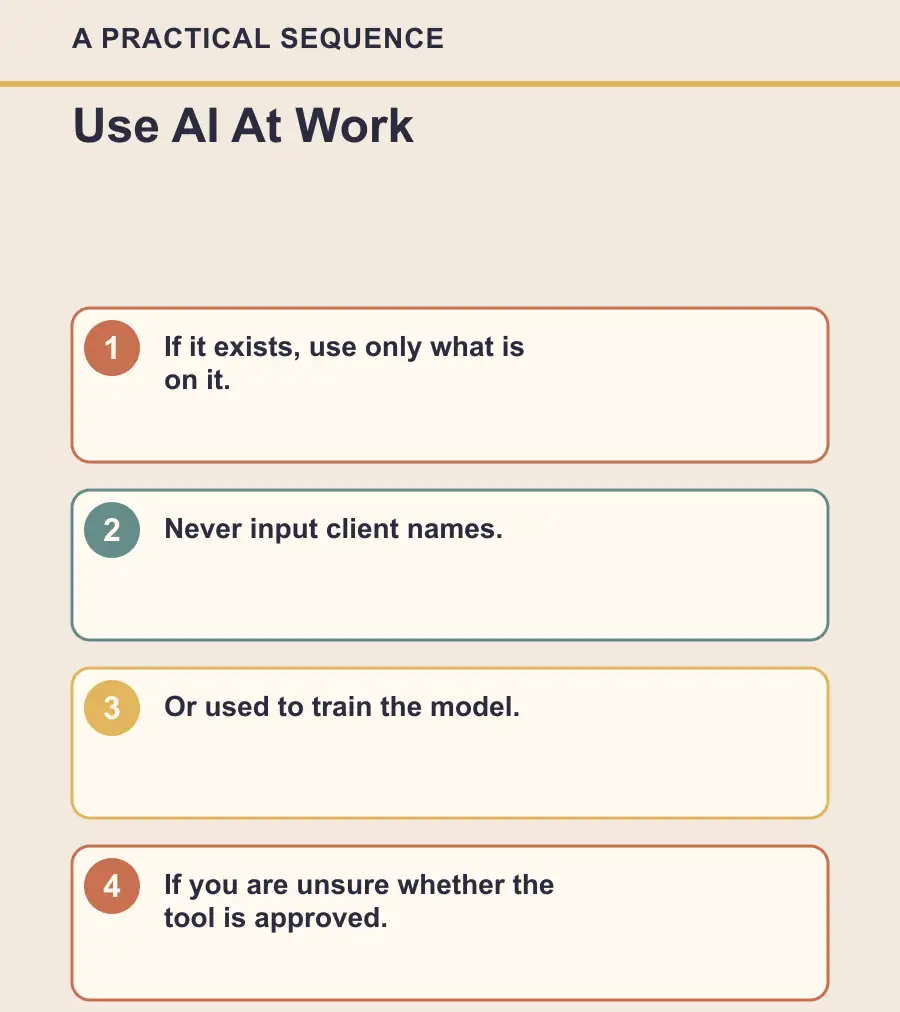 A PRACTICAL SEQUENCE
Use AI At Work
1
If it exists, use only what is
on it.
2
Never input client names.
3
Or used to train the model.
4
If you are unsure whether the
tool is approved.